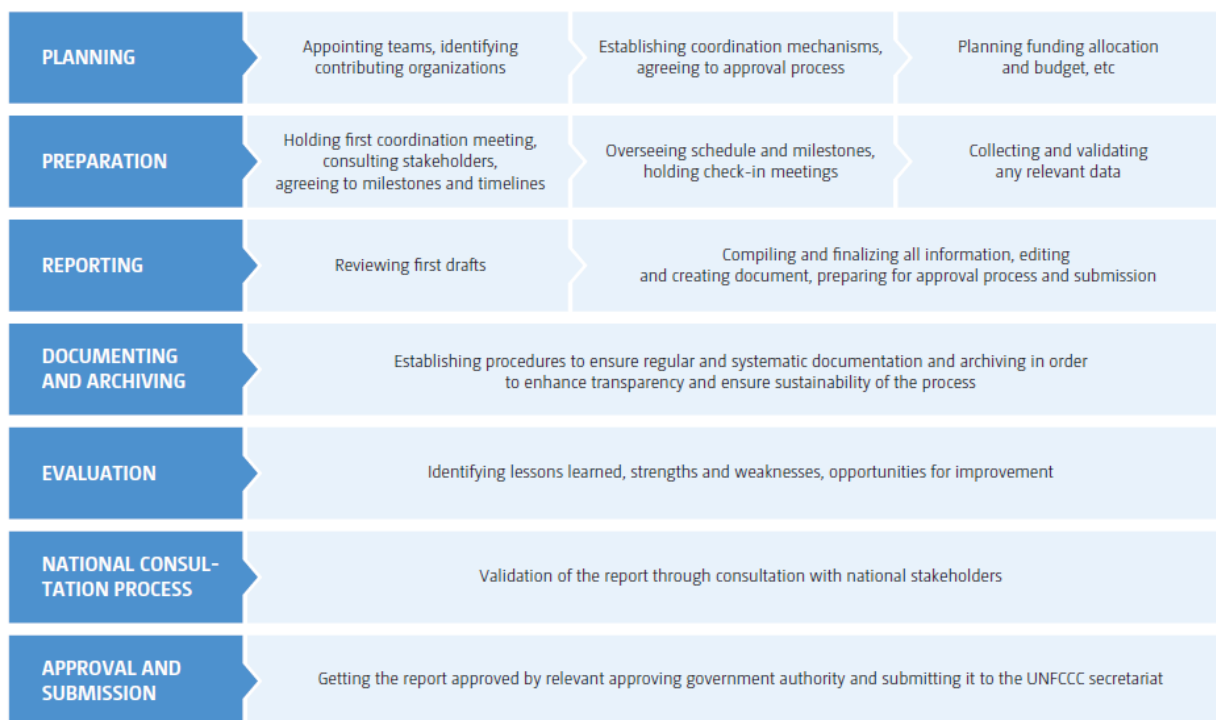 PLANNING
Appointing teams, identifying
contributing organizations
Establishing coordination mechanisms,
agreeing to approval process
Planning funding allocation
and budget, etc
PREPARATION
Holding first coordination meeting,
consulting stakeholders,
agreeing to milestones and timelines
Overseeing schedule and milestones,
holding check-in meetings
Collecting and validating
any relevant data
REPORTING
Reviewing first drafts
Compiling and finalizing all information, editing
and creating document, preparing for approval process and submission
DOCUMENTING
AND ARCHIVING
Establishing procedures to ensure regular and systematic documentation and archiving in order
to enhance transparency and ensure sustainability of the process
EVALUATION
Identifying lessons learned, strengths and weaknesses, opportunities for improvement
NATIONAL CONSUL-
TATION PROCESS
Validation of the report through consultation with national stakeholders
APPROVAL AND
SUBMISSION
Getting the report approved by relevant approving government authority and submitting it to the UNFCCC secretariat